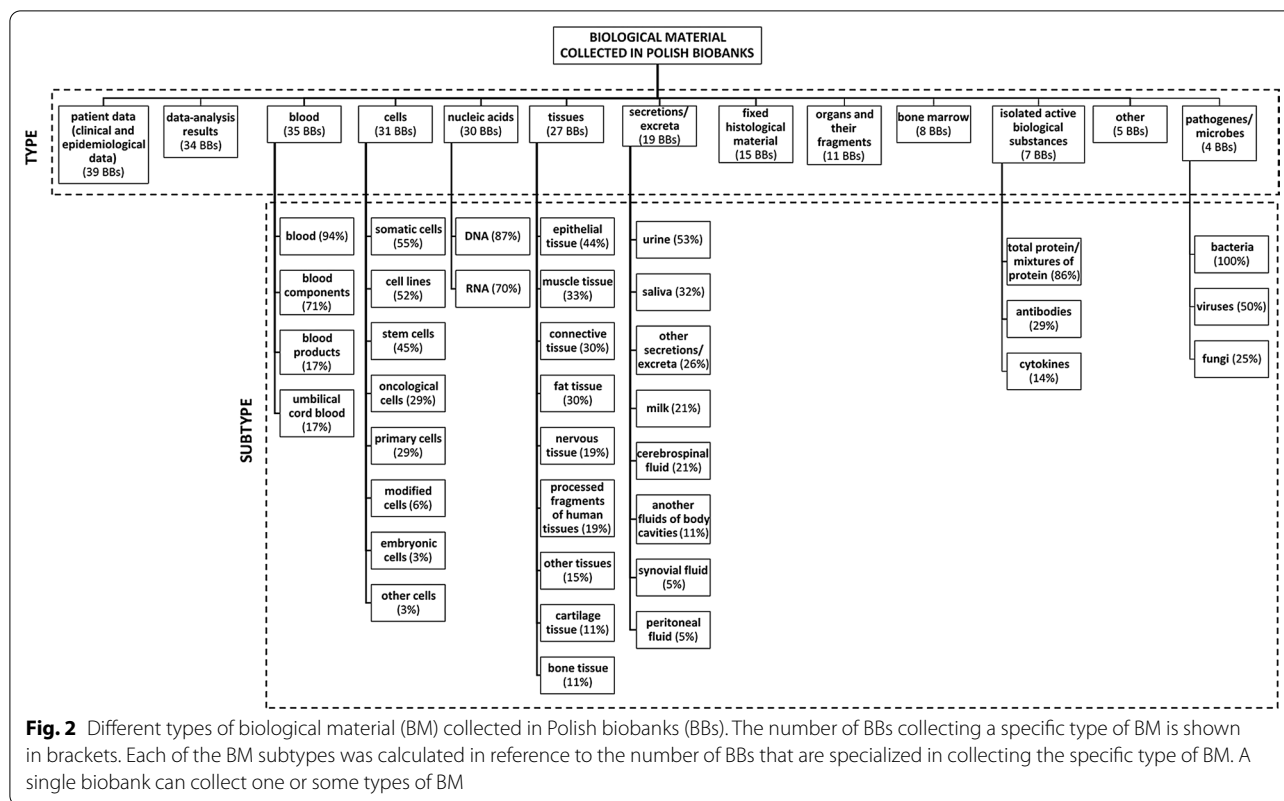 BIOLOGICAL MATERIAL
COLLECTED IN POLISH BIOBANKS
TYPE
patient data
(clinical and
epidemiological
data)
(39 BBs)
data-analysis
results
(34 BBs)
blood
(35 BBs)
cells
(31 BBs)
nucleic acids
(30 BBs)
tissues
(27 BBs)
secretions/
excreta
(19 BBs)
fixed
histological
material
(15 BBs)
organs and
their
fragments
(11 BBs)
bone marrow
(8 BBs)
isolated active
biological
substances
(7 BBs)
other
(5 BBs)
pathogenes/
microbes
(4 BBs)
SUBTYPE
blood (94%)
blood
components
(71%)
blood
products
(17%)
umbilical
cord blood
(17%)
somatic cells
(55%)
cell lines
(52%)
stem cells
(45%)
oncological
cells (29%)
primary cells
(29%)
modified
cells (6%)
embryonic
cells (3%)
other cells
(3%)
DNA (87%)
RNA (70%)
epithelial
tissue (44%)
muscle tissue
(33%)
connective
tissue (30%)
fat tissue
(30%)
nervous
tissue (19%)
processed
fragments
of human
tissues (19%)
other tissues
(15%)
cartilage
tissue (11%)
bone tissue
(11%)
urine (53%)
saliva (32%)
other
secretions/
excreta (26%)
milk (21%)
cerebrospinal
fluid (21%)
another
fluids of body
cavities (11%)
synovial fluid
(5%)
peritoneal
fluid (5%)
total protein/
mixtures of
protein (86%)
antibodies
(29%)
cytokines
(14%)
bacteria
(100%)
viruses (50%)
fungi (25%)
Fig. 2 Different types of biological material (BM) collected in Polish biobanks (BBs). The number of BBs collecting a specific type of BM is shown
in brackets. Each of the BM subtypes was calculated in reference to the number of BBs that are specialized in collecting the specific type of BM. A
single biobank can collect one or some types of BM